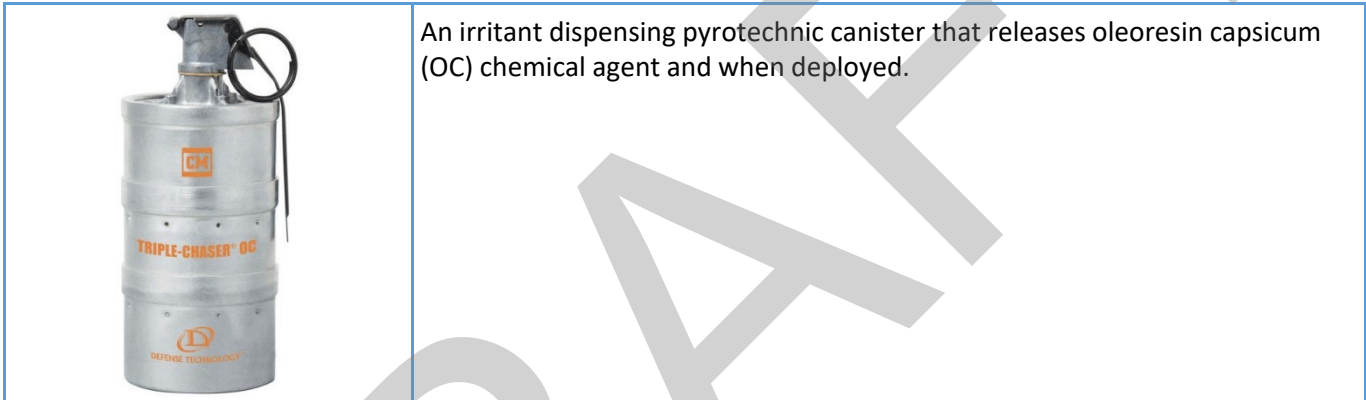 An irritant dispensing pyrotechnic canister that releases oleoresin capsicum
(OC) chemical agent and when deployed.
CM
TRIPLE-CHASER® OC
D
DEFENSE TECHNOLOGY